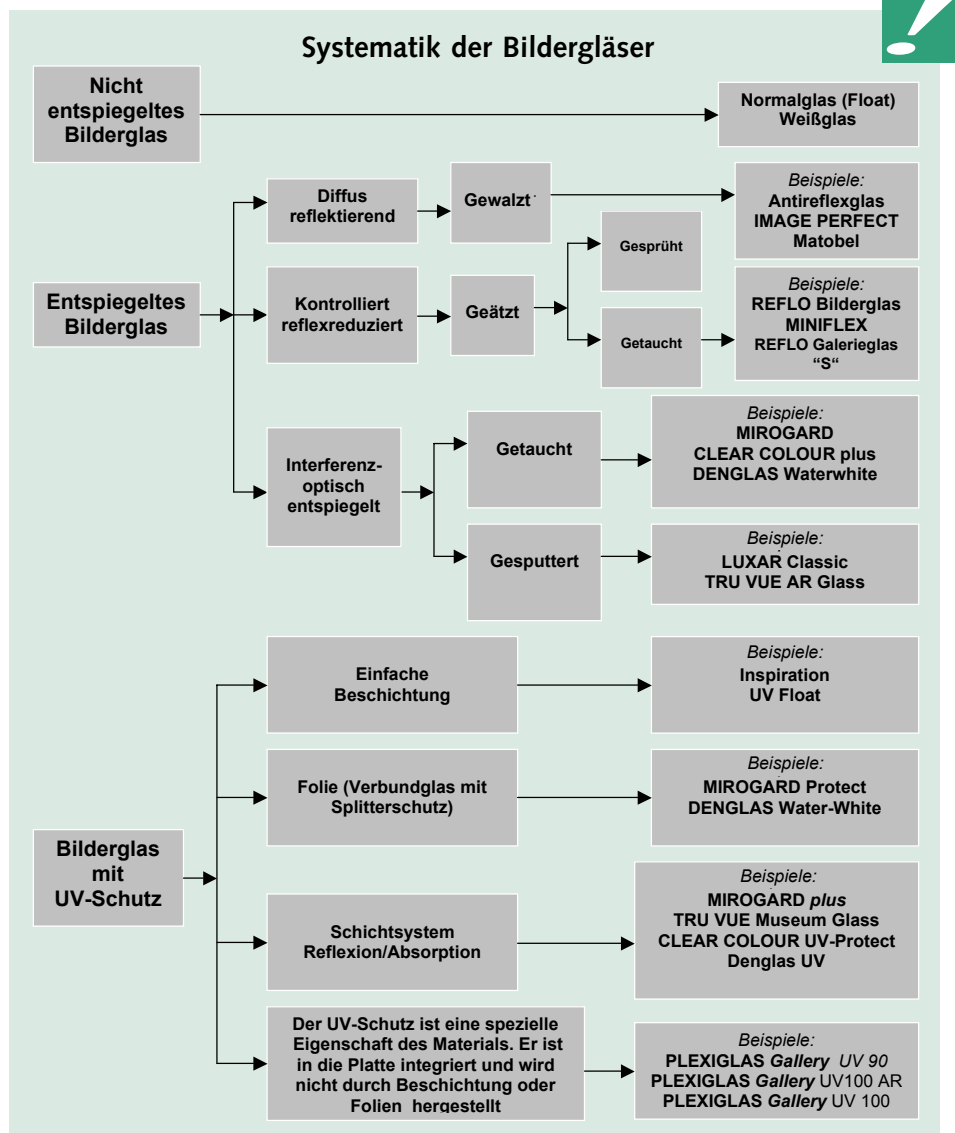 Systematik der Bildergläser
Nicht
entspiegeltes
Bilderglas
Normalglas (Float)
Weißglas
Entspiegeltes
Bilderglas
Diffus
reflektierend
Gewalzt
Beispiele:
Antireflexglas
IMAGE PERFECT
Matobel
Kontrolliert
reflexreduziert
Geätzt
Gesprüht
Getaucht
Beispiele:
REFLO Bilderglas
MINIFLEX
REFLO Galerieglas
“S“
Interferenz-
optisch
entspiegelt
Getaucht
Beispiele:
MIROGARD
CLEAR COLOUR plus
DENGLAS Waterwhite
Gesputtert
Beispiele:
LUXAR Classic
TRU VUE AR Glass
Bilderglas
mit
UV-Schutz
Einfache
Beschichtung
Beispiele:
Inspiration
UV Float
Folie (Verbundglas mit
Splitterschutz)
Beispiele:
MIROGARD Protect
DENGLAS Water-White
Schichtsystem
Reflexion/Absorption
Beispiele:
MIROGARD plus
TRU VUE Museum Glass
CLEAR COLOUR UV-Protect
Denglas UV
Der UV-Schutz ist eine spezielle
Eigenschaft des Materials. Er ist
in die Platte integriert und wird
nicht durch Beschichtung oder
Folien hergestellt
Beispiele:
PLEXIGLAS Gallery UV 90
PLEXIGLAS Gallery UV100 AR
PLEXIGLAS Gallery UV 100